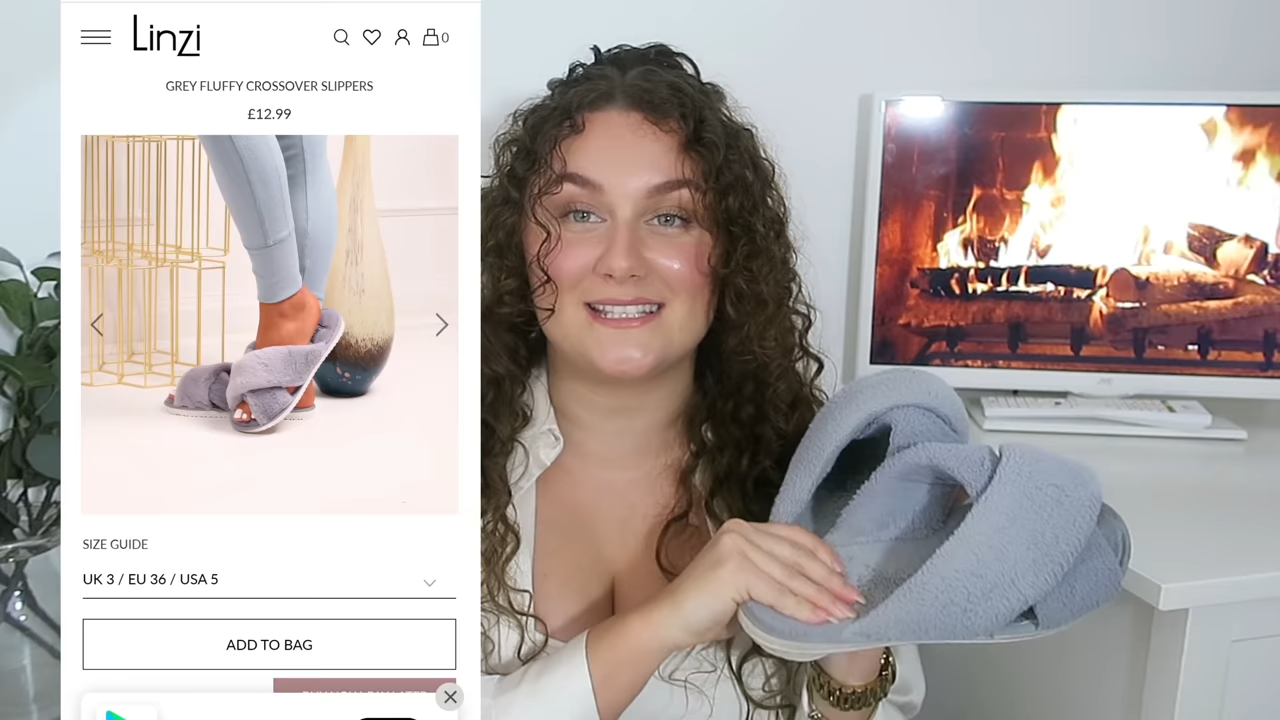 Linzi
0
GREY FLUFFY CROSSOVER SLIPPERS
£12.99
SIZE GUIDE
UK 3 / EU 36 / USA 5
ADD TO BAG
JVC